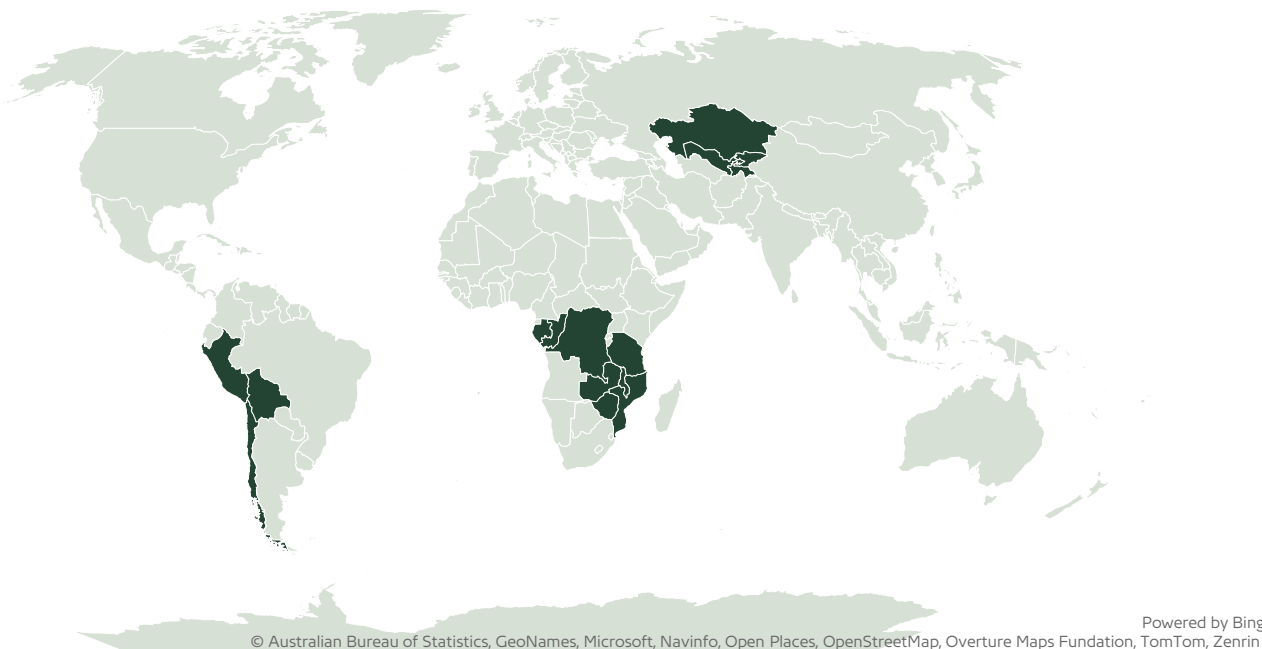 Powered by Bing
© Australian Bureau of Statistics, GeoNames, Microsoft, Navinfo, Open Places, OpenStreetMap, Overture Maps Fundation, TomTom, Zenrin